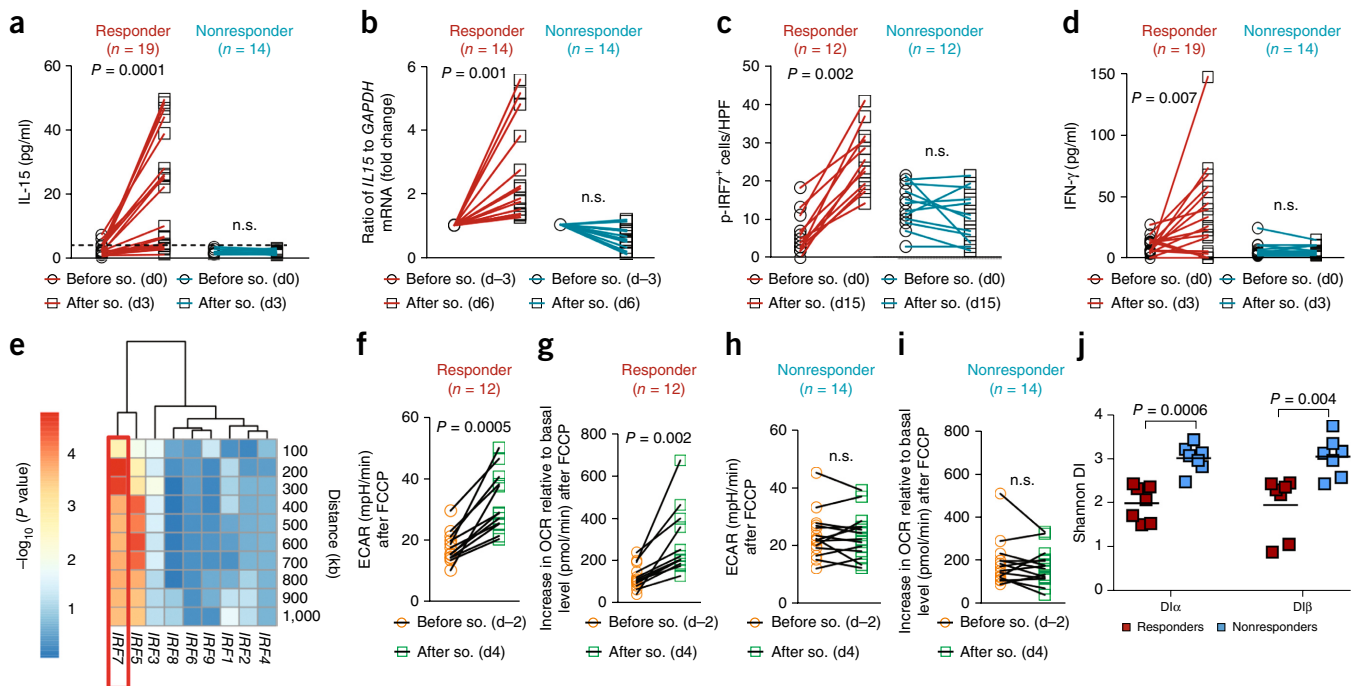 a
Responder
(n = 19)
Nonresponder
(n = 14)
P = 0.0001
n.s.
IL-15 (pg/ml)
60
40
20
0
Before so. (d0)
Before so. (d0)
After so. (d3)
After so. (d3)
b
Responder
(n = 14)
Nonresponder
(n = 14)
P = 0.001
n.s.
Ratio of IL15 to GAPDH
mRNA (fold change)
6
4
2
0
Before so. (d–3)
Before so. (d–3)
After so. (d6)
After so. (d6)
c
Responder
(n = 12)
Nonresponder
(n = 12)
P = 0.002
n.s.
p-IRF7+ cells/HPF
50
40
30
20
10
0
Before so. (d0)
Before so. (d0)
After so. (d15)
After so. (d15)
d
Responder
(n = 19)
Nonresponder
(n = 14)
P = 0.007
n.s.
IFN-γ (pg/ml)
150
100
50
0
Before so. (d0)
Before so. (d0)
After so. (d3)
After so. (d3)
e
–log10 (P value)
4
3
2
1
100
200
300
400
500
600
700
800
900
1,000
Distance (kb)
IRF7
IRF5
IRF3
IRF8
IRF6
IRF9
IRF1
IRF2
IRF4
f
Responder
(n = 12)
P = 0.0005
ECAR (mpH/min)
after FCCP
60
40
20
0
Before so. (d–2)
After so. (d4)
g
Responder
(n = 12)
P = 0.002
Increase in OCR relative to basal
level (pmol/min) after FCCP
800
600
400
200
0
Before so. (d–2)
After so. (d4)
h
Nonresponder
(n = 14)
n.s.
ECAR (mpH/min)
after FCCP
60
40
20
0
Before so. (d–2)
After so. (d4)
i
Nonresponder
(n = 14)
n.s.
Increase in OCR relative to basal
level (pmol/min) after FCCP
800
600
400
200
0
Before so. (d–2)
After so. (d4)
j
P = 0.0006
P = 0.004
Shannon DI
4
3
2
1
0
DIα
DIβ
Responders
Nonresponders